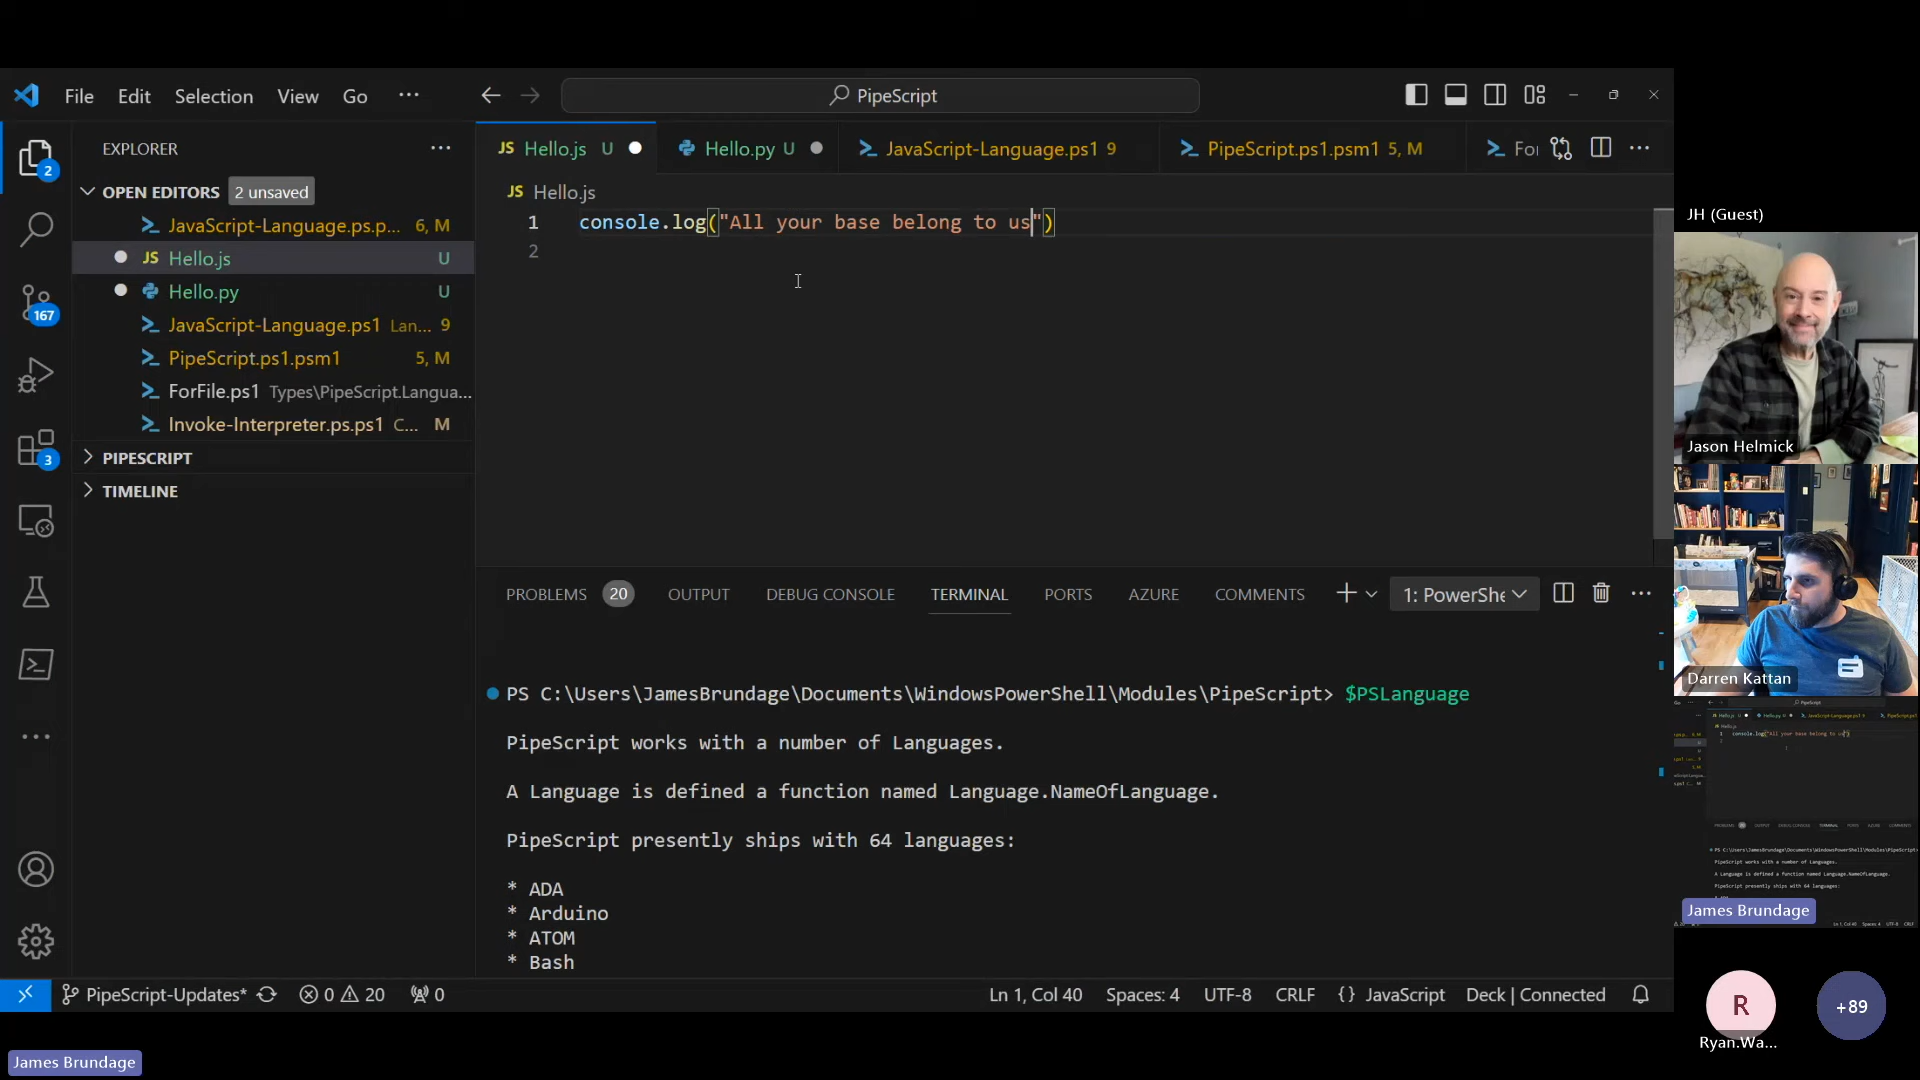 File Edit Selection View Go ··· PipeScript
EXPLORER
OPEN EDITORS 2 unsaved
JavaScript-Language.ps.p... 6, M
JS Hello.js U
Hello.py U
JavaScript-Language.ps1 Lan... 9
PipeScript.ps1.psm1 5, M
ForFile.ps1 Types\PipeScript.Langua...
Invoke-Interpreter.ps.ps1 C... M
PIPESCRIPT
TIMELINE
2
167
3
JS Hello.js U Hello.py U JavaScript-Language.ps1 9 PipeScript.ps1.psm1 5, M For
JS Hello.js
1 console.log("All your base belong to us")
2
PROBLEMS 20 OUTPUT DEBUG CONSOLE TERMINAL PORTS AZURE COMMENTS 1: PowerShe
PS C:\Users\JamesBrundage\Documents\WindowsPowerShell\Modules\PipeScript> $PSLanguage
PipeScript works with a number of Languages.
A Language is defined a function named Language.NameOfLanguage.
PipeScript presently ships with 64 languages:
* ADA
* Arduino
* ATOM
* Bash
PipeScript-Updates* 0 20 0 Ln 1, Col 40 Spaces: 4 UTF-8 CRLF {} JavaScript Deck | Connected
JH (Guest)
Jason Helmick
Darren Kattan
James Brundage
R
Ryan.Wa...
+89
James Brundage